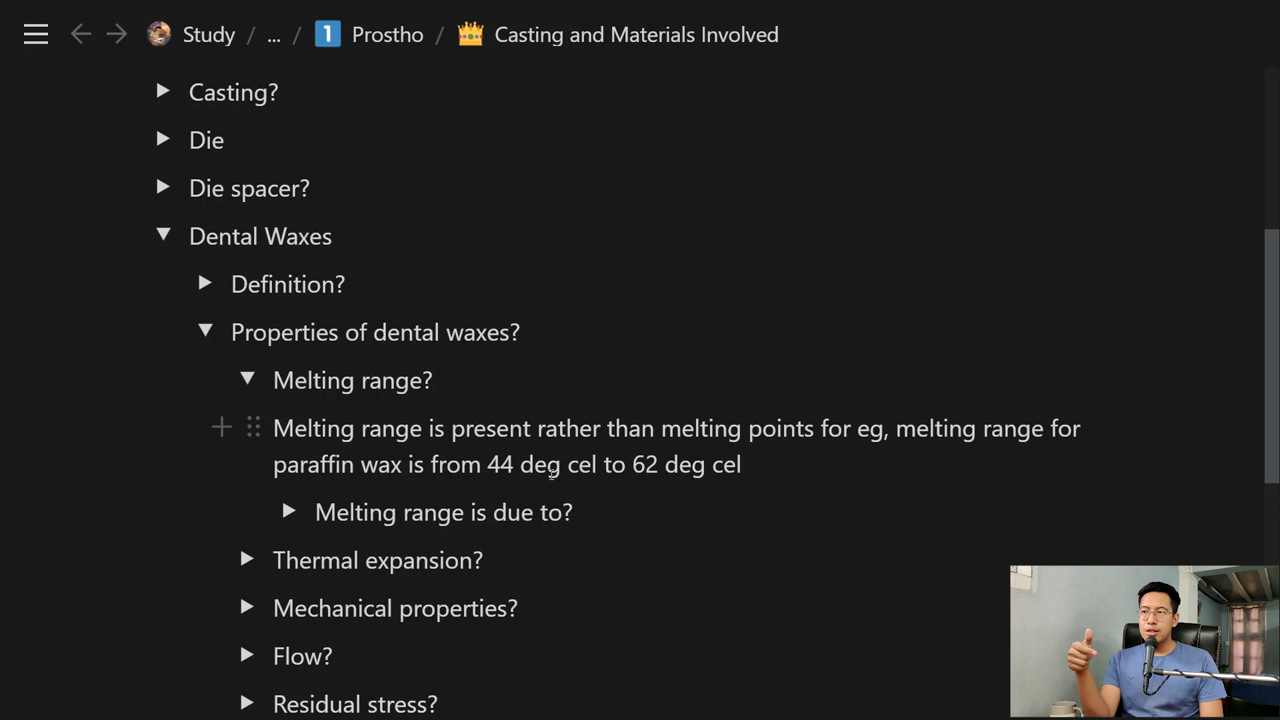 Study / ... / 1 Prostho / Casting and Materials Involved
Casting?
Die
Die spacer?
Dental Waxes
Definition?
Properties of dental waxes?
Melting range?
Melting range is present rather than melting points for eg, melting range for
paraffin wax is from 44 deg cel to 62 deg cel
Melting range is due to?
Thermal expansion?
Mechanical properties?
Flow?
Residual stress?